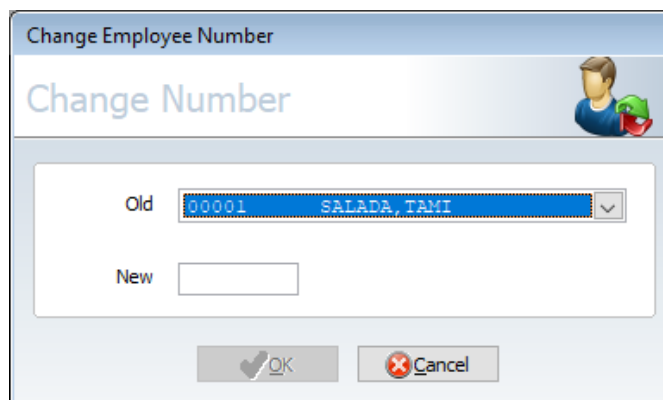 Change Employee Number
Change Number
Old 00001 SALADA,TAMI
New
OK Cancel